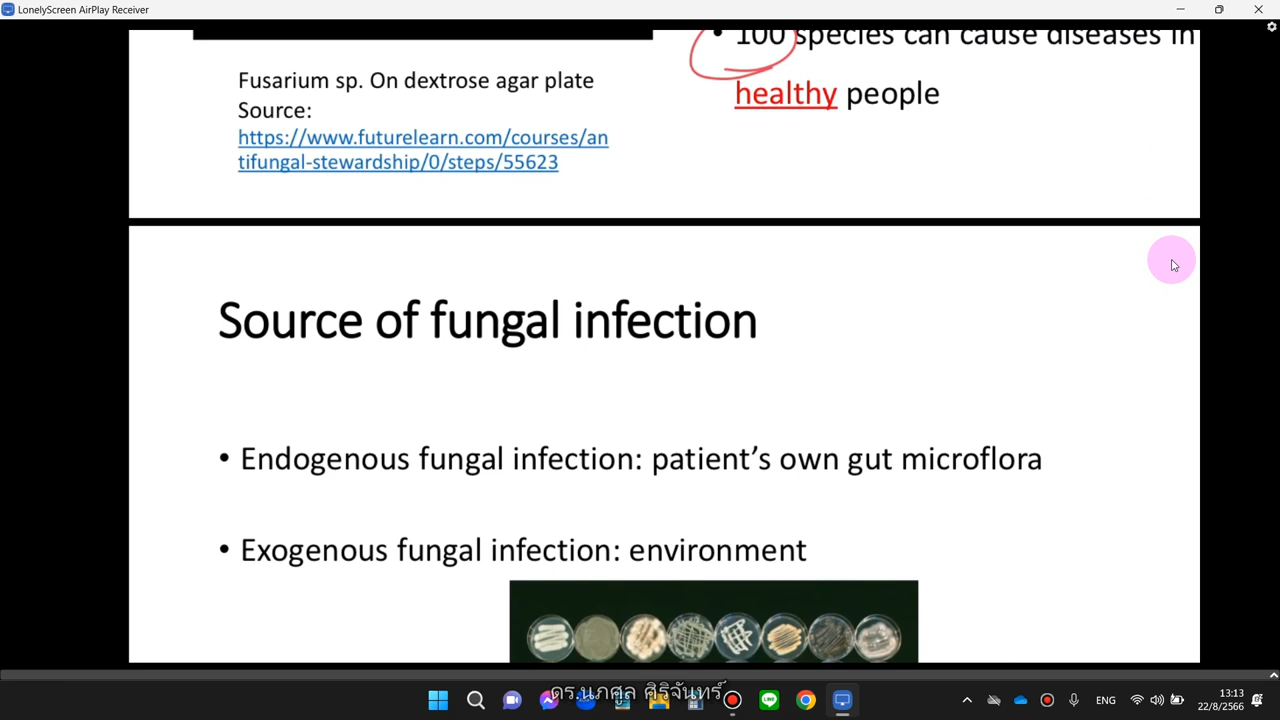 LonelyScreen AirPlay Receiver
• 100 species can cause diseases in
healthy people
Fusarium sp. On dextrose agar plate
Source:
https://www.futurelearn.com/courses/an
tifungal-stewardship/0/steps/55623
Source of fungal infection
• Endogenous fungal infection: patient’s own gut microflora
• Exogenous fungal infection: environment
ดร.นภศูล ศิริจันทร์
ENG
13:13
22/8/2566